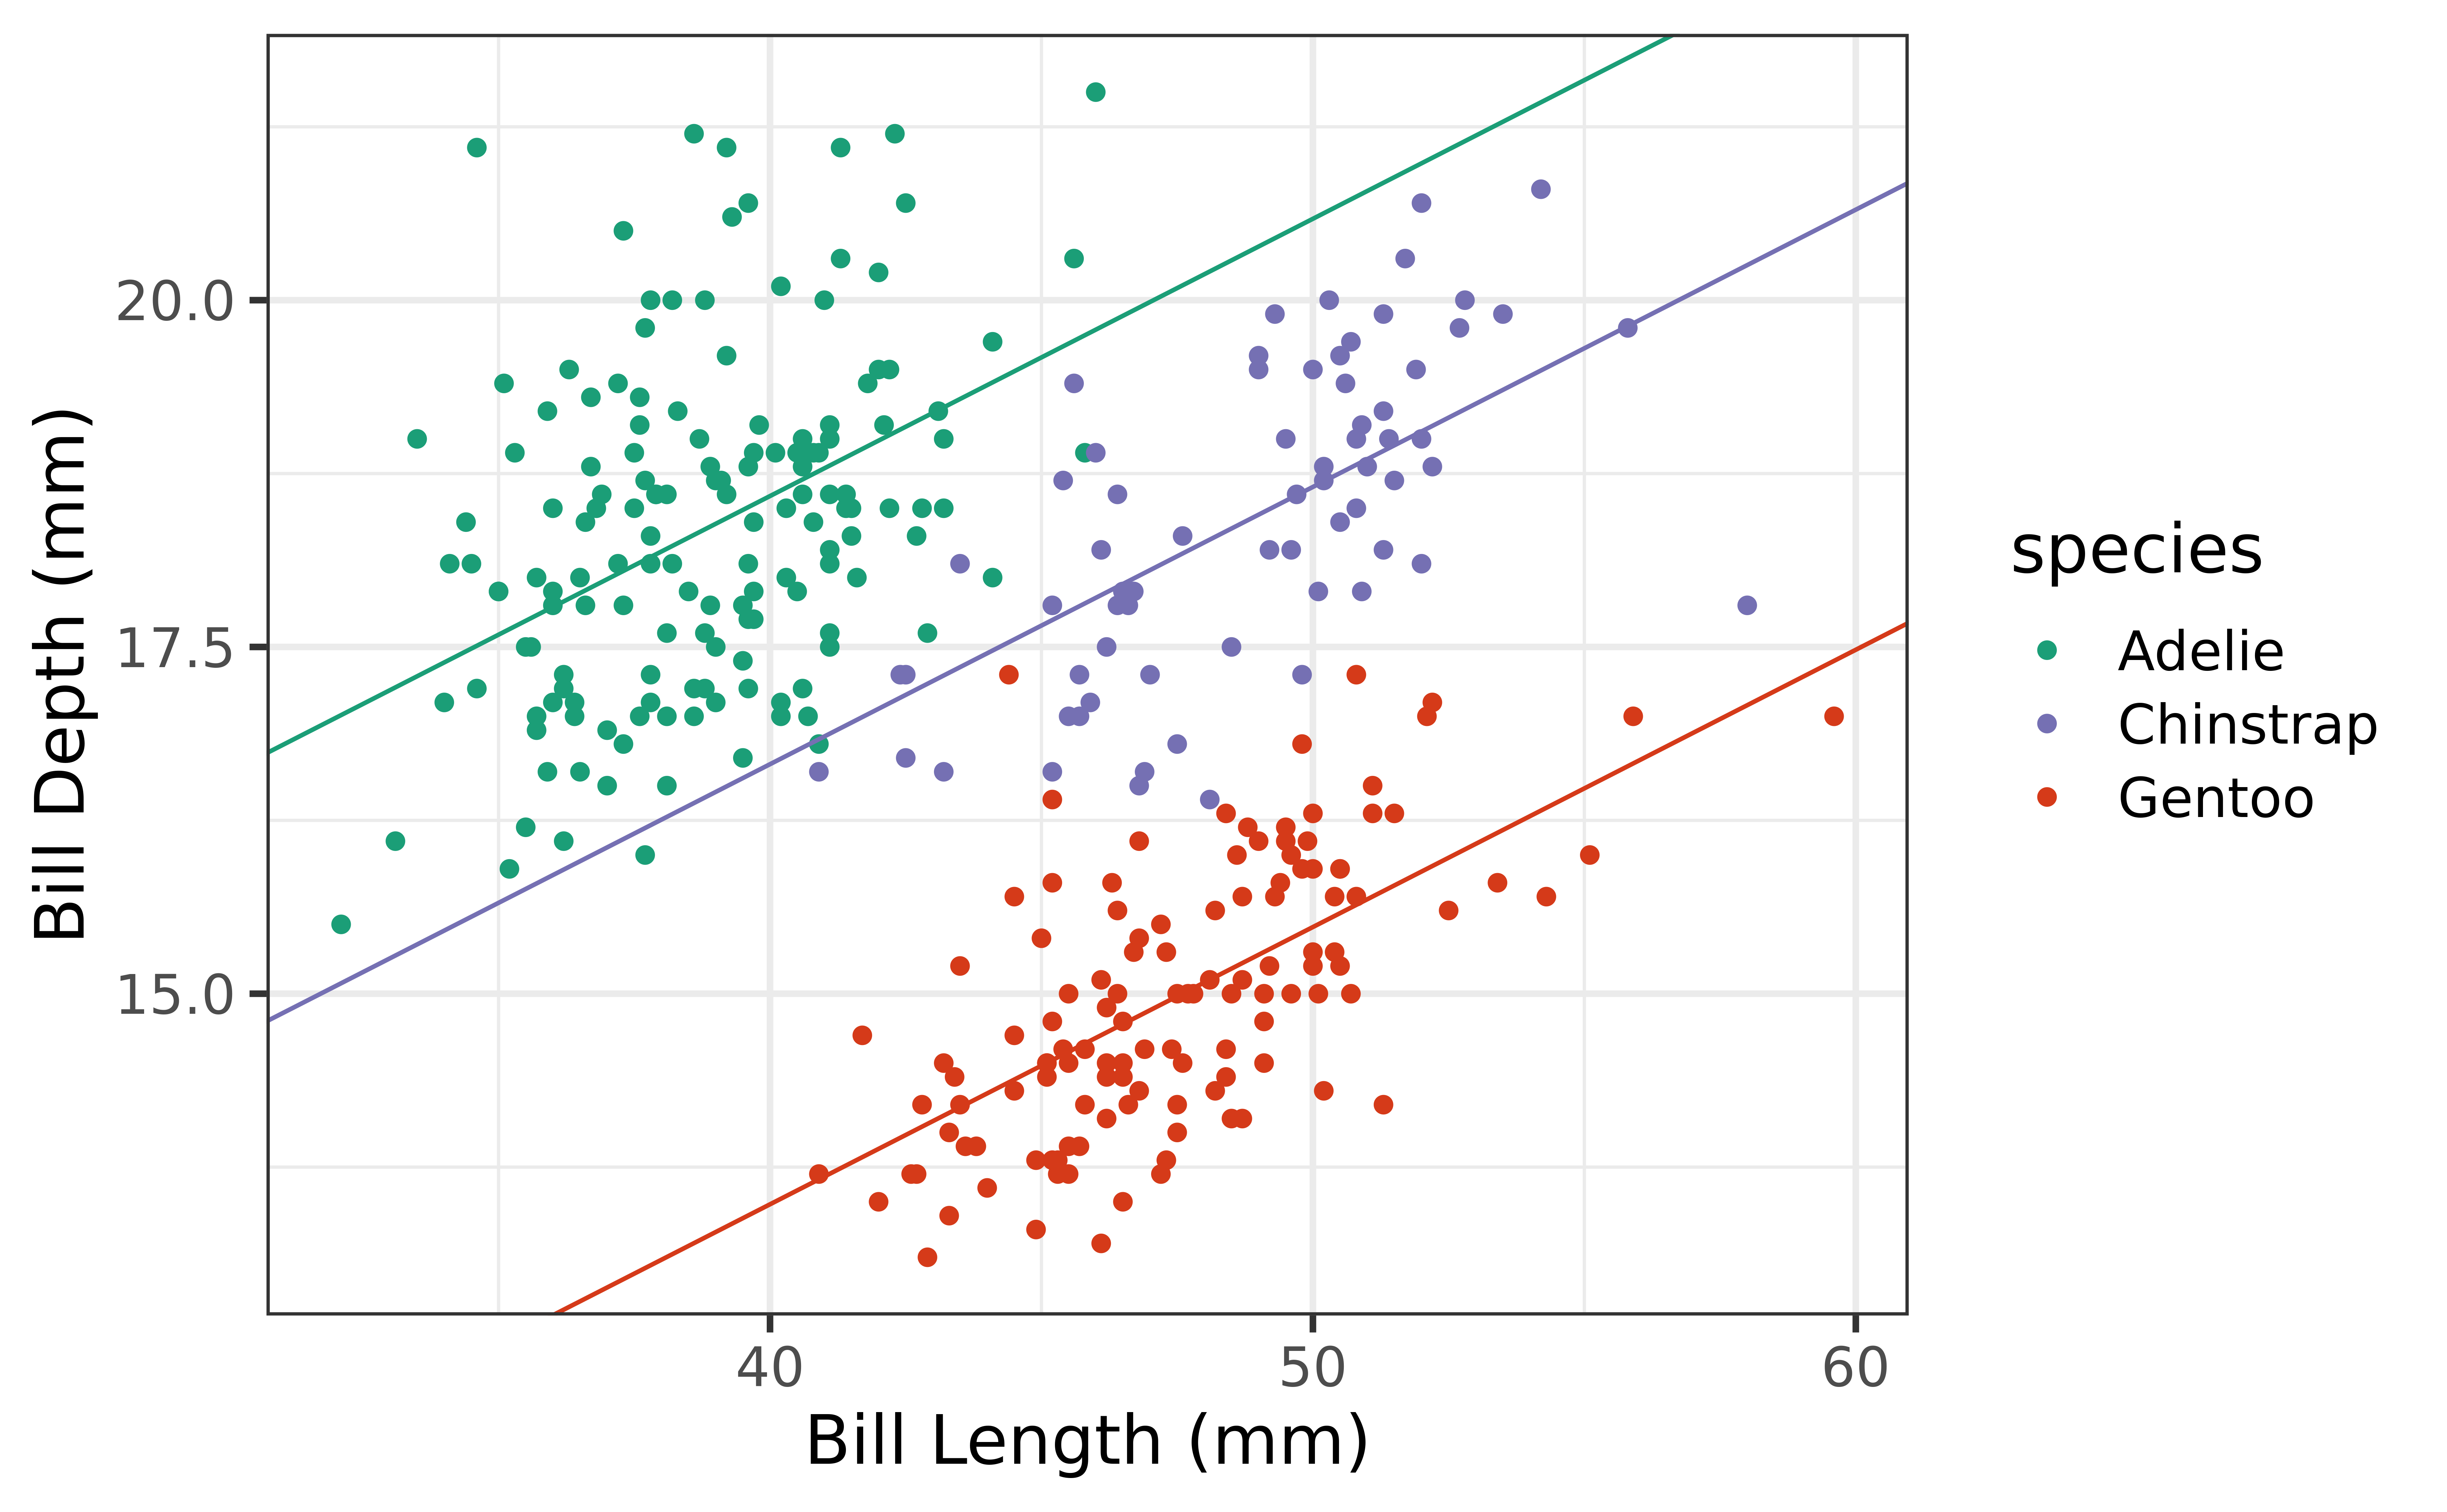 Bill Depth (mm)
20.0
17.5
15.0
40 50 60
Bill Length (mm)
species
Adelie
Chinstrap
Gentoo